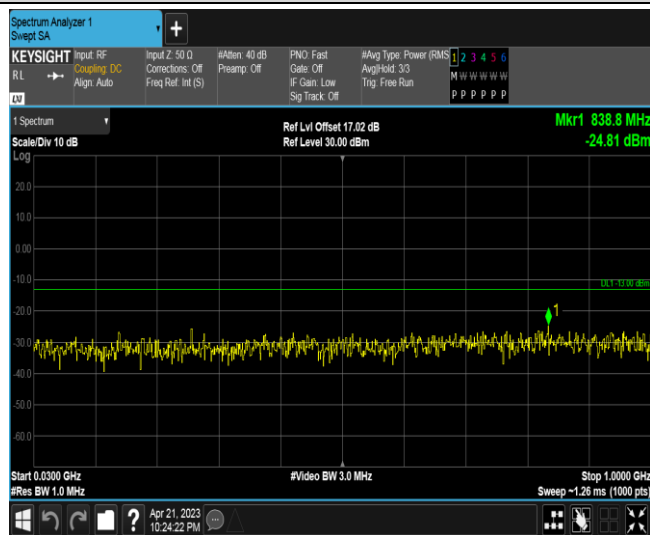 Spectrum Analyzer 1
Swept SA
+
KEYSIGHT
RL
LXI
Input: RF
Coupling: DC
Align: Auto
Input Z: 50 Ω
Corrections: Off
Freq Ref: Int (S)
#Atten: 40 dB
Preamp: Off
PNO: Fast
Gate: Off
IF Gain: Low
Sig Track: Off
#Avg Type: Power (RMS
Avg|Hold: 3/3
Trig: Free Run
1 2 3 4 5 6
M W W W W W
P P P P P P
1 Spectrum
Scale/Div 10 dB
Ref Lvl Offset 17.02 dB
Ref Level 30.00 dBm
Mkr1 838.8 MHz
-24.81 dBm
Log
20.0
10.0
0.00
-10.0
DL1 -13.00 dBm
-20.0
1
-30.0
-40.0
-50.0
-60.0
Start 0.0300 GHz
#Res BW 1.0 MHz
#Video BW 3.0 MHz
Stop 1.0000 GHz
Sweep ~1.26 ms (1000 pts)
?
Apr 21, 2023
10:24:22 PM